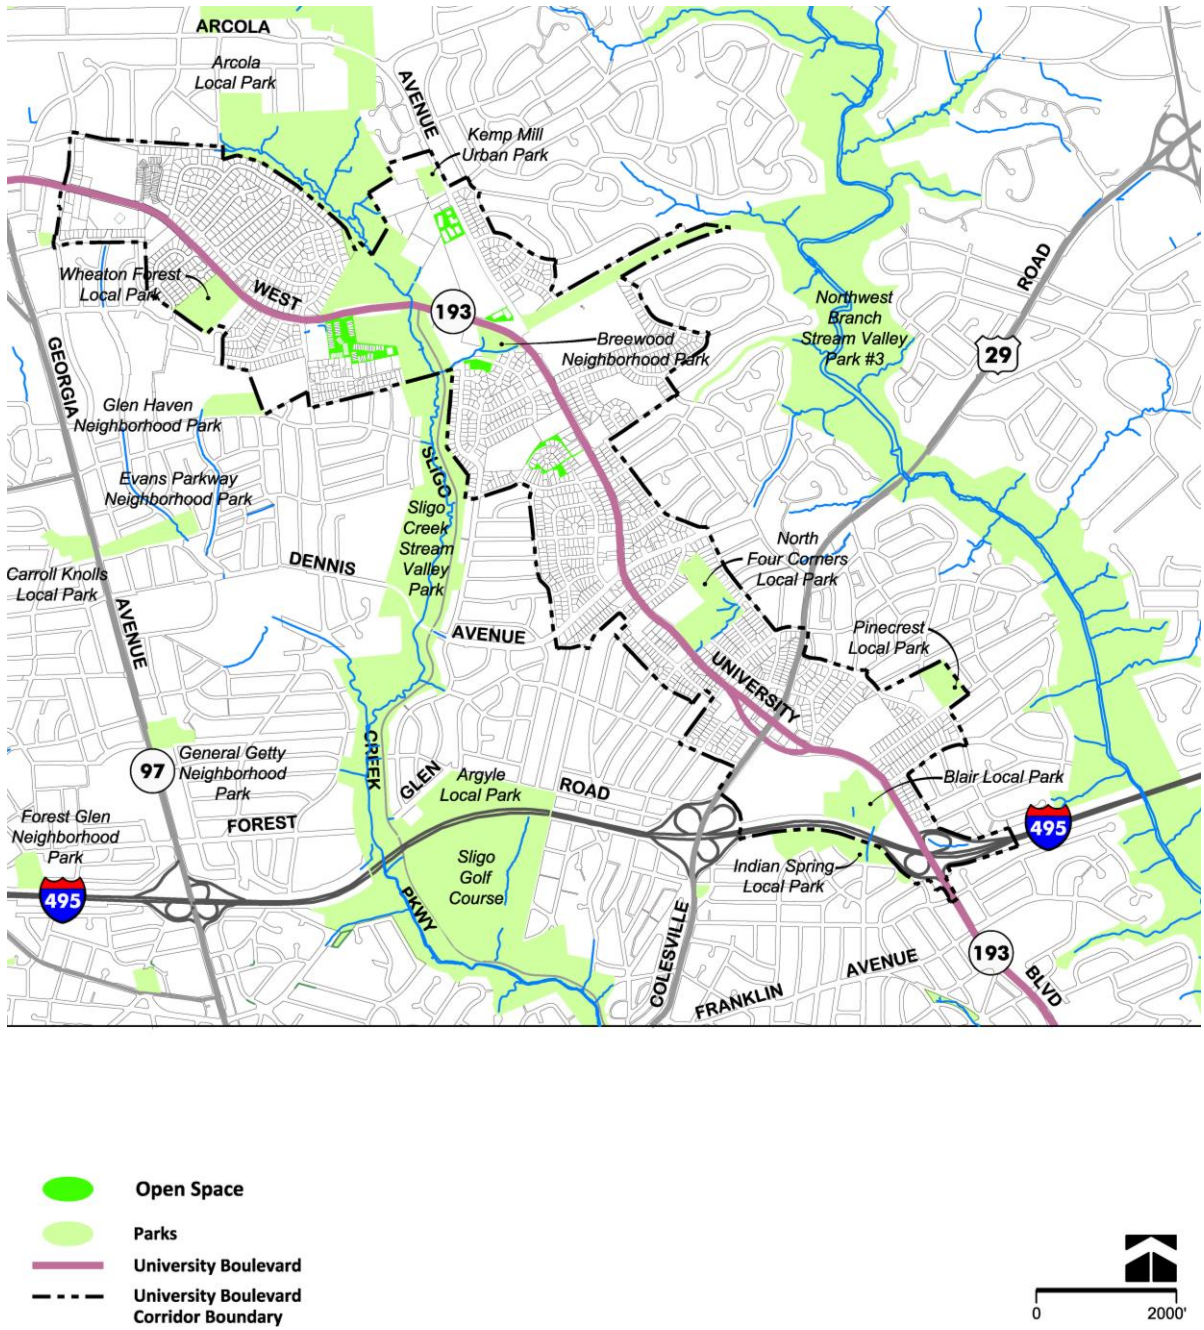 ARCOLA
Arcola
Local Park
AVENUE
Kemp Mill
Urban Park
Wheaton Forest
Local Park
WEST
193
Breewood
Neighborhood Park
Northwest
Branch
Stream Valley
Park #3
ROAD
29
GEORGIA
Glen Haven
Neighborhood Park
Evans Parkway
Neighborhood Park
SLIGO
Sligo
Creek
Stream
Valley
Park
North
Four Corners
Local Park
DENNIS
Carroll Knolls
Local Park
AVENUE
AVENUE
Pinecrest
Local Park
UNIVERSITY
97
General Getty
Neighborhood
Park
CREEK
GLEN
Argyle
Local Park
ROAD
Blair Local Park
Forest Glen
Neighborhood
Park
FOREST
495
495
Sligo
Golf
Course
Indian Spring
Local Park
PKWY
COLESVILLE
FRANKLIN
AVENUE
193
BLVD
Open Space
Parks
University Boulevard
University Boulevard
Corridor Boundary
0 2000'